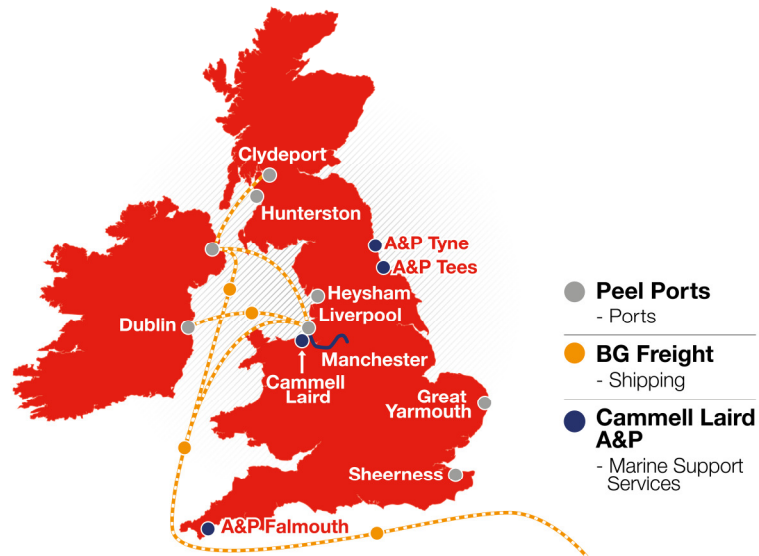 Clydeport
Hunterston
A&P Tyne
A&P Tees
Heysham
Liverpool
Dublin
Manchester
Cammell
Laird
Great
Yarmouth
Sheerness
A&P Falmouth
Peel Ports
- Ports
BG Freight
- Shipping
Cammell Laird
A&P
- Marine Support
Services